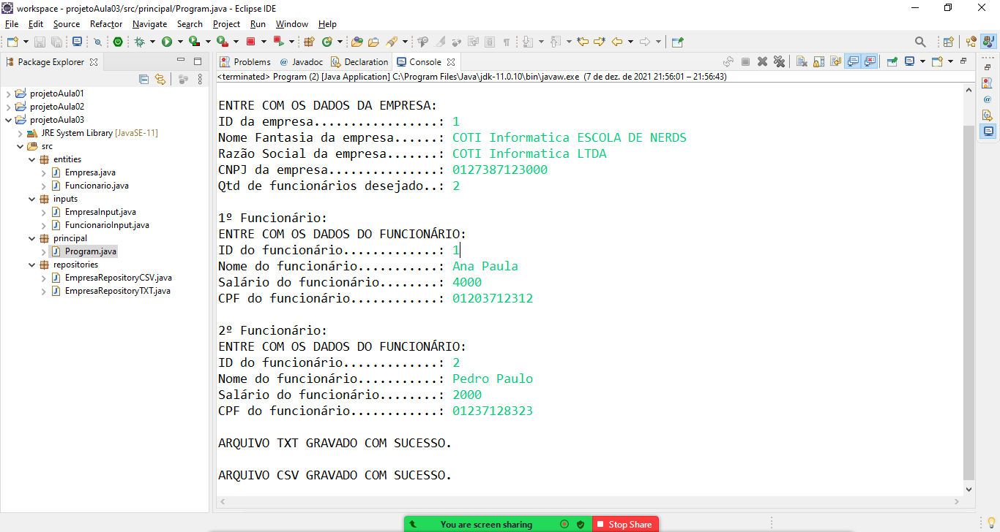 workspace - projetoAula03/src/principal/Program.java - Eclipse IDE
File Edit Source Refactor Navigate Search Project Run Window Help
Package Explorer
projetoAula01
projetoAula02
projetoAula03
JRE System Library [JavaSE-11]
src
entities
Empresa.java
Funcionario.java
inputs
EmpresaInput.java
FuncionarioInput.java
principal
Program.java
repositories
EmpresaRepositoryCSV.java
EmpresaRepositoryTXT.java
Problems @ Javadoc Declaration Console
<terminated> Program (2) [Java Application] C:\Program Files\Java\jdk-11.0.10\bin\javaw.exe (7 de dez. de 2021 21:56:01 – 21:56:43)
ENTRE COM OS DADOS DA EMPRESA:
ID da empresa.................: 1
Nome Fantasia da empresa......: COTI Informatica ESCOLA DE NERDS
Razão Social da empresa.......: COTI Informatica LTDA
CNPJ da empresa...............: 0127387123000
Qtd de funcionários desejado..: 2
1º Funcionário:
ENTRE COM OS DADOS DO FUNCIONÁRIO:
ID do funcionário.............: 1
Nome do funcionário...........: Ana Paula
Salário do funcionário........: 4000
CPF do funcionário............: 01203712312
2º Funcionário:
ENTRE COM OS DADOS DO FUNCIONÁRIO:
ID do funcionário.............: 2
Nome do funcionário...........: Pedro Paulo
Salário do funcionário........: 2000
CPF do funcionário............: 01237128323
ARQUIVO TXT GRAVADO COM SUCESSO.
ARQUIVO CSV GRAVADO COM SUCESSO.
You are screen sharing Stop Share